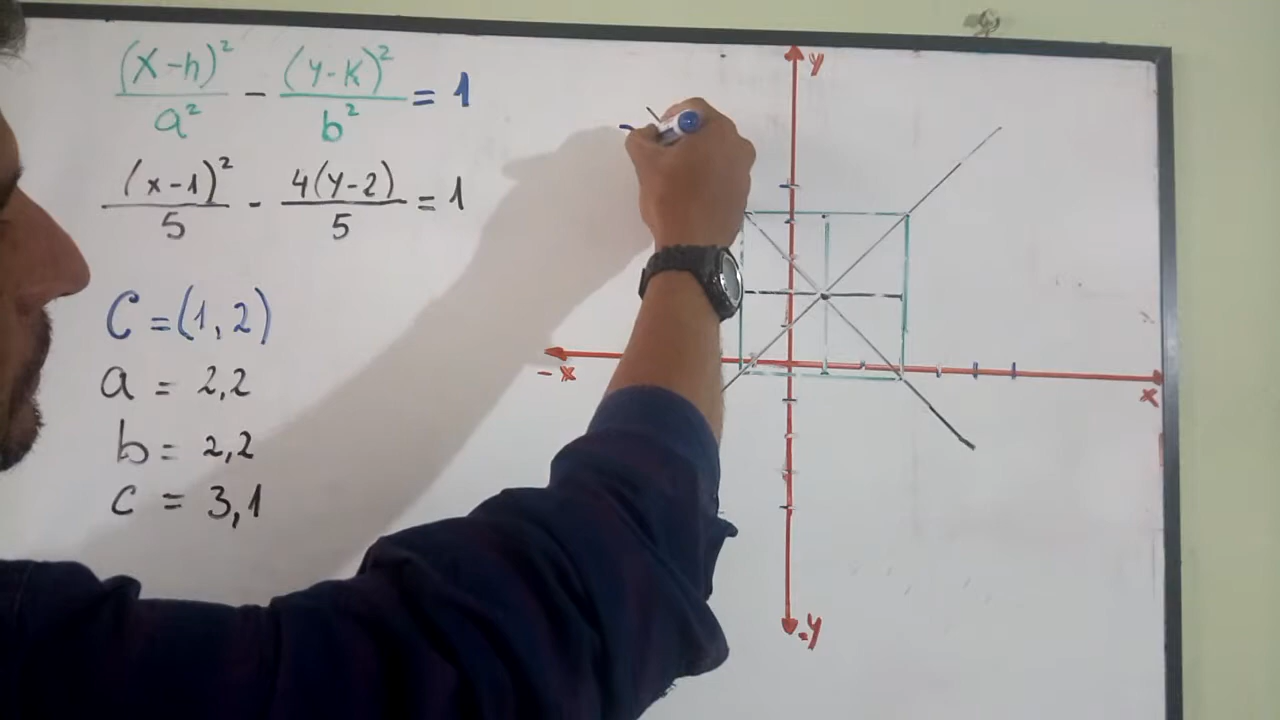 (x-h)²/a² - (y-k)²/b² = 1
(x-1)²/5 - 4(y-2)/5 = 1
C = (1, 2)
a = 2,2
b = 2,2
c = 3,1
y
-x
x
-y